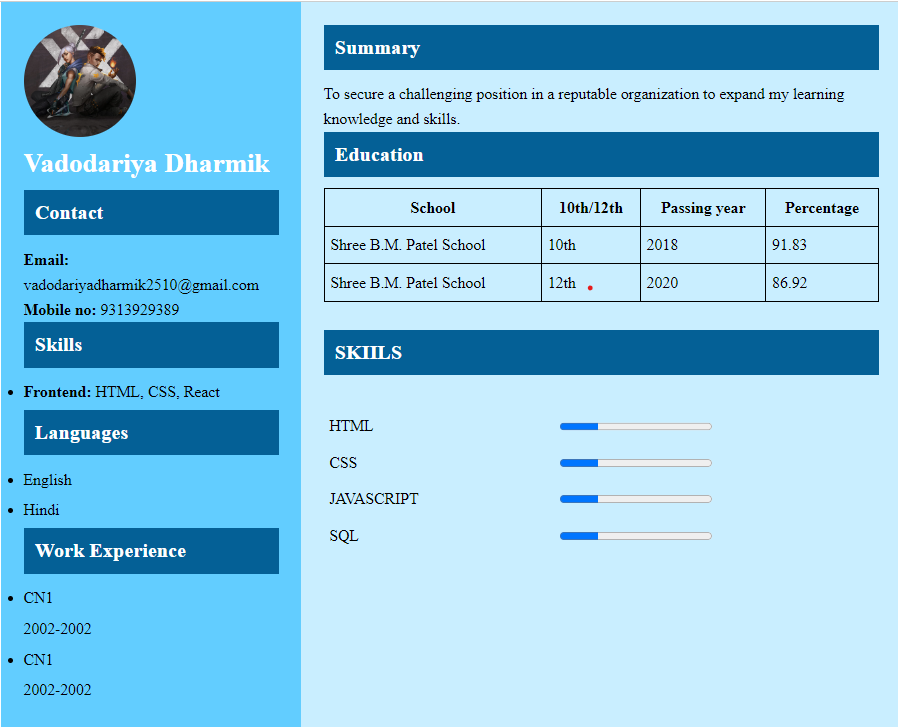 Vadodariya Dharmik
Contact
Email:
vadodariyadharmik2510@gmail.com
Mobile no: 9313929389
Skills
Frontend: HTML, CSS, React
Languages
English
Hindi
Work Experience
CN1
2002-2002
CN1
2002-2002
Summary
To secure a challenging position in a reputable organization to expand my learning
knowledge and skills.
Education
School 10th/12th Passing year Percentage
Shree B.M. Patel School 10th 2018 91.83
Shree B.M. Patel School 12th 2020 86.92
SKIILS
HTML
CSS
JAVASCRIPT
SQL